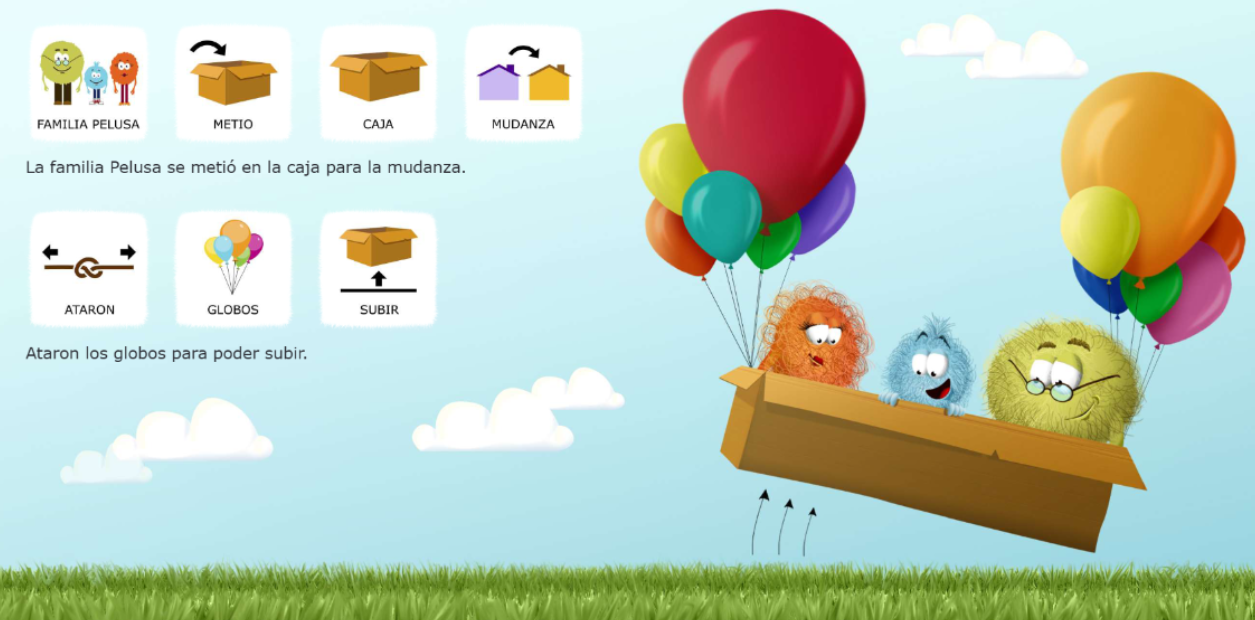 FAMILIA PELUSA METIO CAJA MUDANZA
La familia Pelusa se metió en la caja para la mudanza.
ATARON GLOBOS SUBIR
Ataron los globos para poder subir.